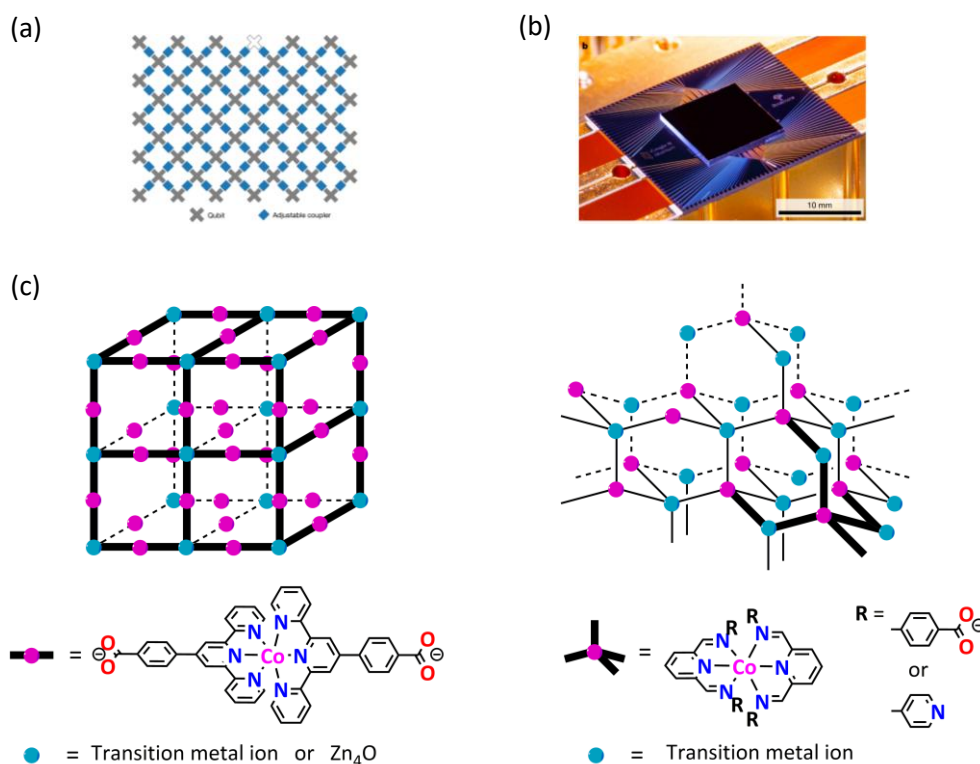 (a)
(b)
Qubit
Adjustable coupler
b
10 mm
(c)
N
N
N
Co
N
N
N
O
O
⊖
O
O
⊖
=
= Transition metal ion or Zn4O
R
R
N
N
N
Co
N
N
N
R
R
R =
O
O
⊖
or
N
=
= Transition metal ion